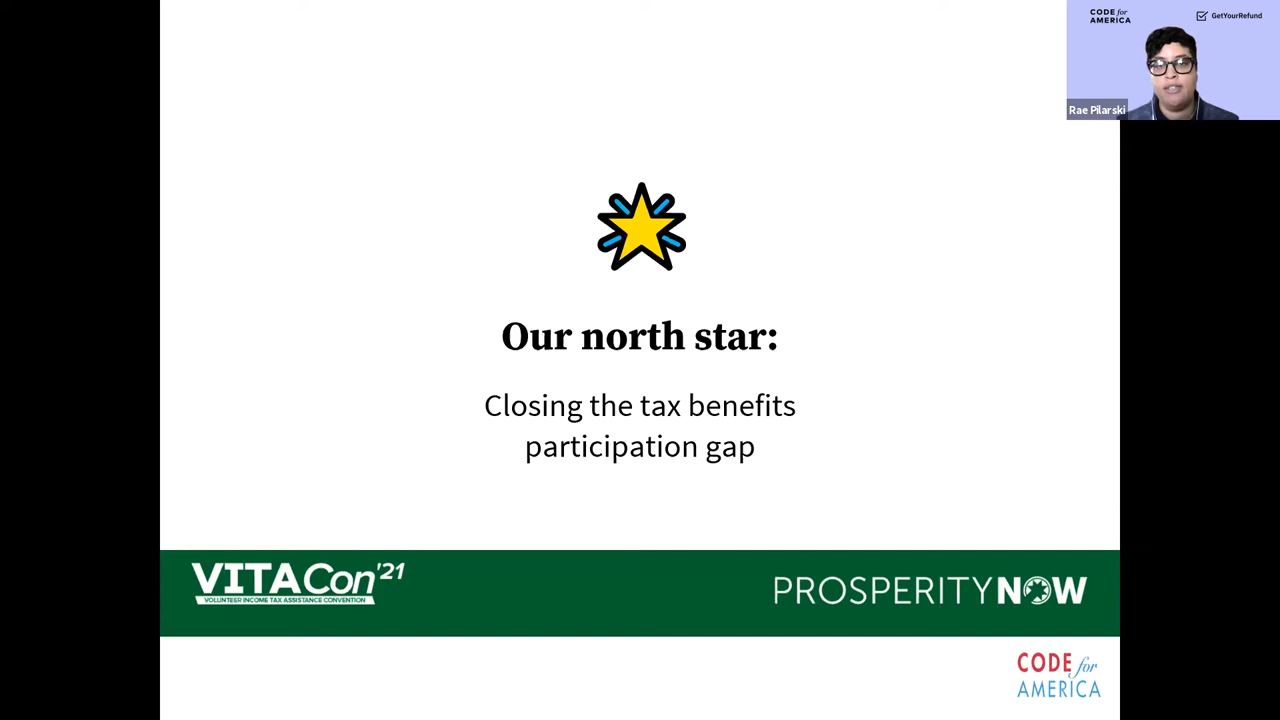 CODE for
AMERICA
GetYourRefund
Rae Pilarski
Our north star:
Closing the tax benefits
participation gap
VITACon'21
VOLUNTEER INCOME TAX ASSISTANCE CONVENTION
PROSPERITY NOW
CODE for
AMERICA